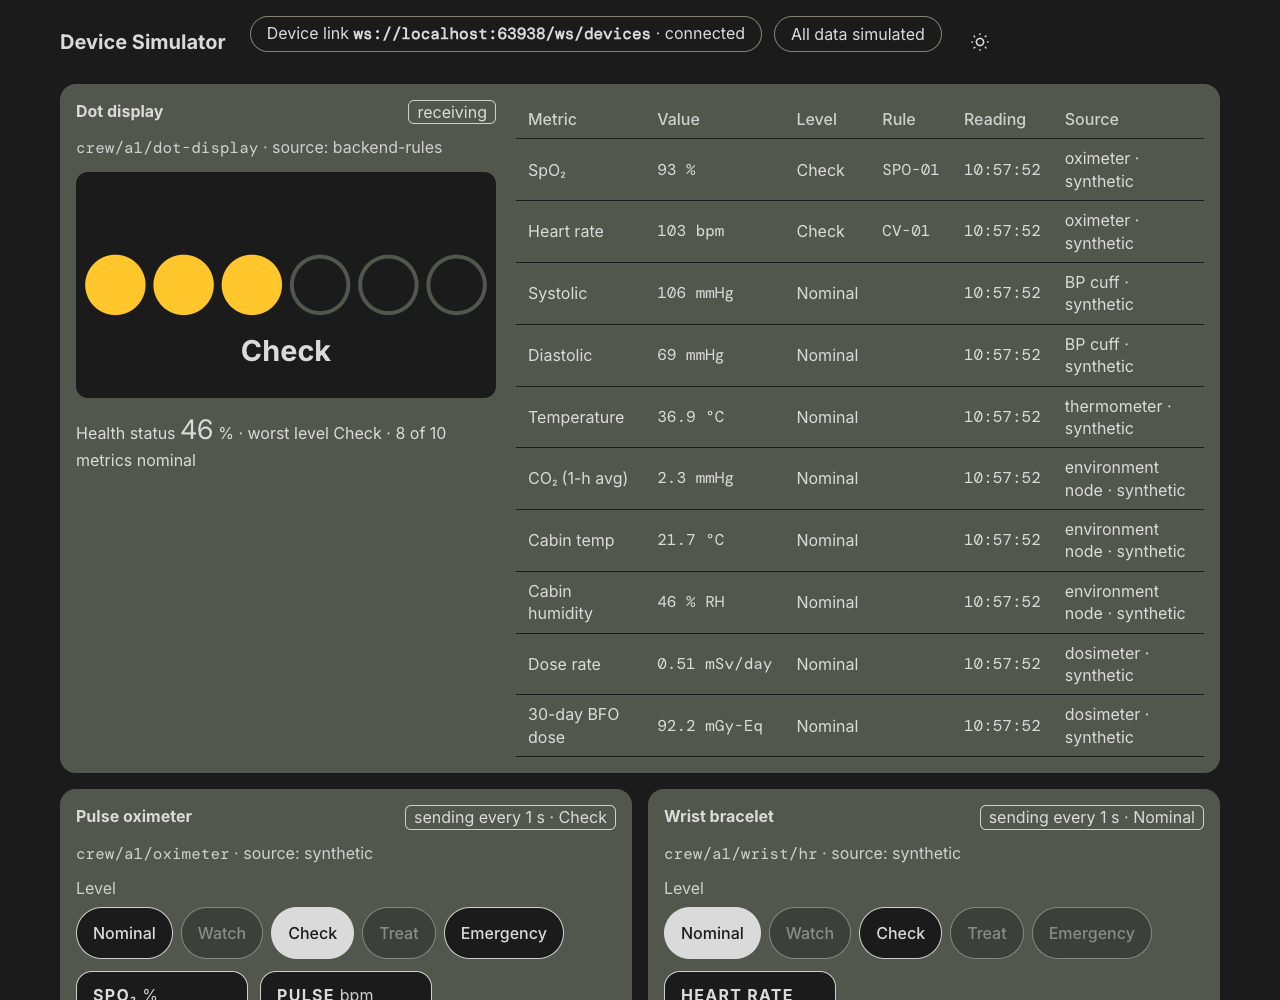 Device Simulator
Device link ws://localhost:63938/ws/devices · connected
All data simulated
Dot display
receiving
crew/a1/dot-display · source: backend-rules
Check
Health status 46 % · worst level Check · 8 of 10
metrics nominal
Metric Value Level Rule Reading Source
SpO₂ 93 % Check SPO-01 10:57:52 oximeter ·
synthetic
Heart rate 103 bpm Check CV-01 10:57:52 oximeter ·
synthetic
Systolic 106 mmHg Nominal 10:57:52 BP cuff ·
synthetic
Diastolic 69 mmHg Nominal 10:57:52 BP cuff ·
synthetic
Temperature 36.9 °C Nominal 10:57:52 thermometer ·
synthetic
CO₂ (1-h avg) 2.3 mmHg Nominal 10:57:52 environment
node · synthetic
Cabin temp 21.7 °C Nominal 10:57:52 environment
node · synthetic
Cabin
humidity 46 % RH Nominal 10:57:52 environment
node · synthetic
Dose rate 0.51 mSv/day Nominal 10:57:52 dosimeter ·
synthetic
30-day BFO
dose 92.2 mGy-Eq Nominal 10:57:52 dosimeter ·
synthetic
Pulse oximeter
sending every 1 s · Check
crew/a1/oximeter · source: synthetic
Level
Nominal Watch Check Treat Emergency
SPO₂ % PULSE bpm
Wrist bracelet
sending every 1 s · Nominal
crew/a1/wrist/hr · source: synthetic
Level
Nominal Watch Check Treat Emergency
HEART RATE